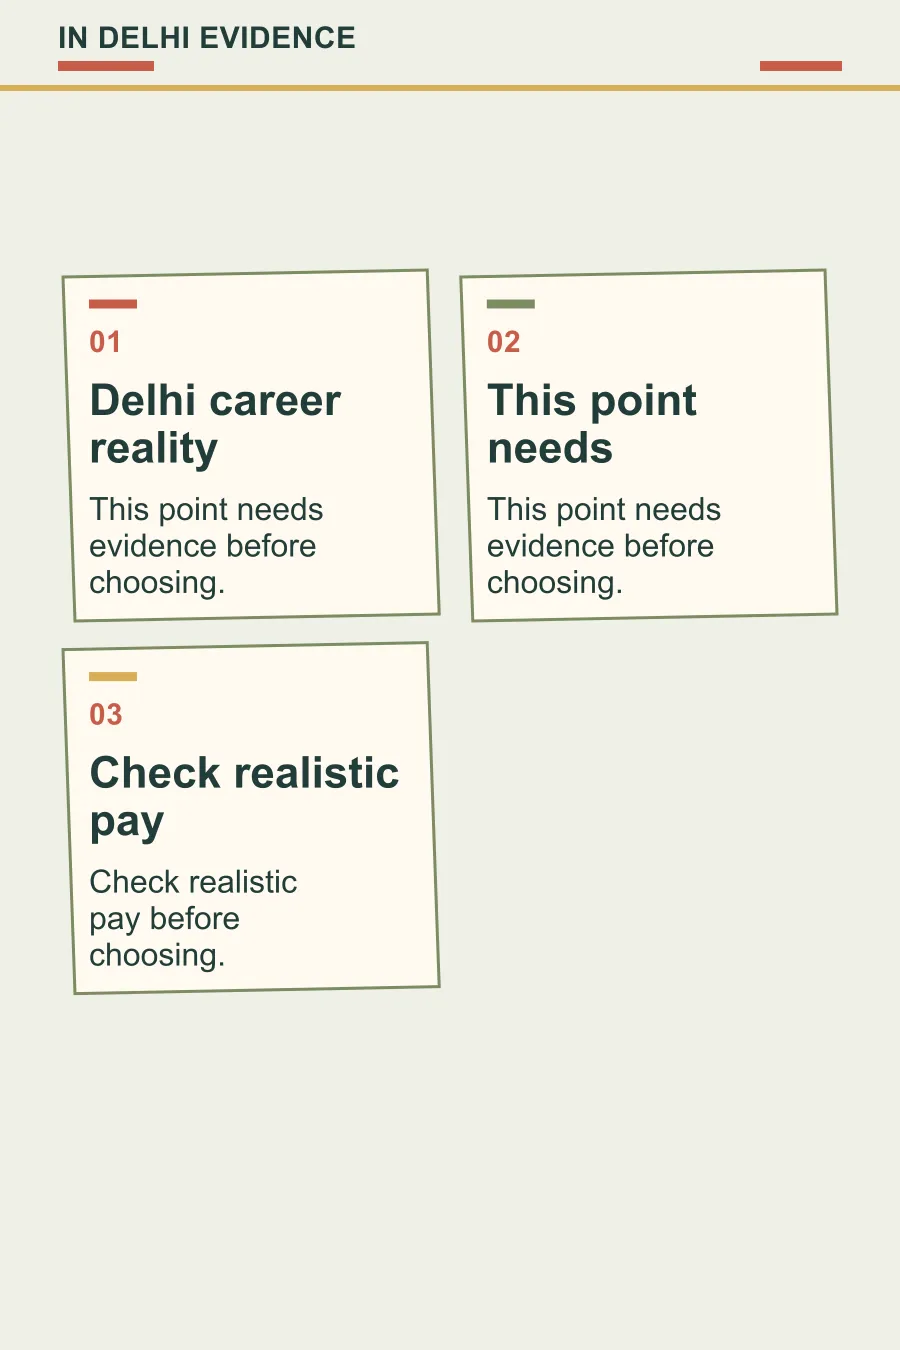 IN DELHI EVIDENCE
01
Delhi career
reality
This point needs
evidence before
choosing.
02
This point
needs
This point needs
evidence before
choosing.
03
Check realistic
pay
Check realistic
pay before
choosing.